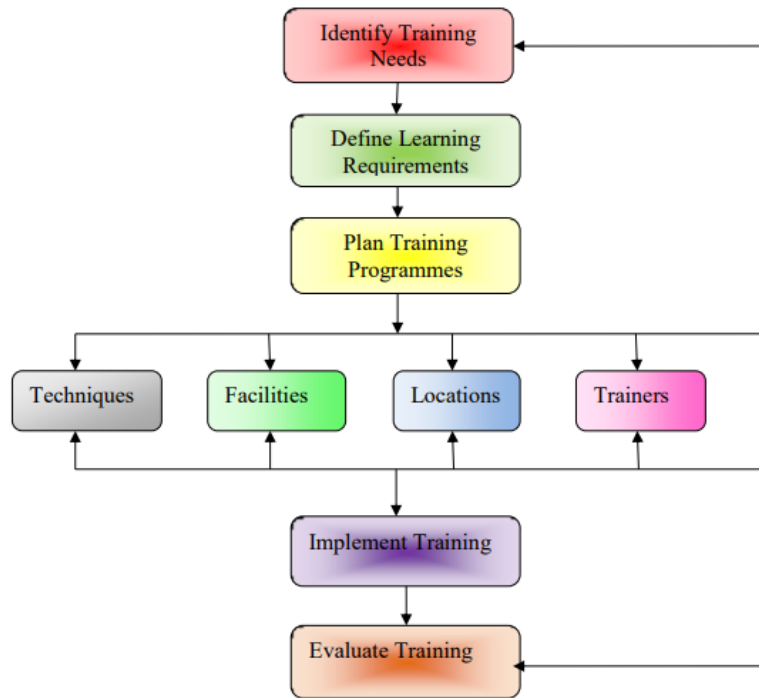 Identify Training
Needs
Define Learning
Requirements
Plan Training
Programmes
Techniques
Facilities
Locations
Trainers
Implement Training
Evaluate Training